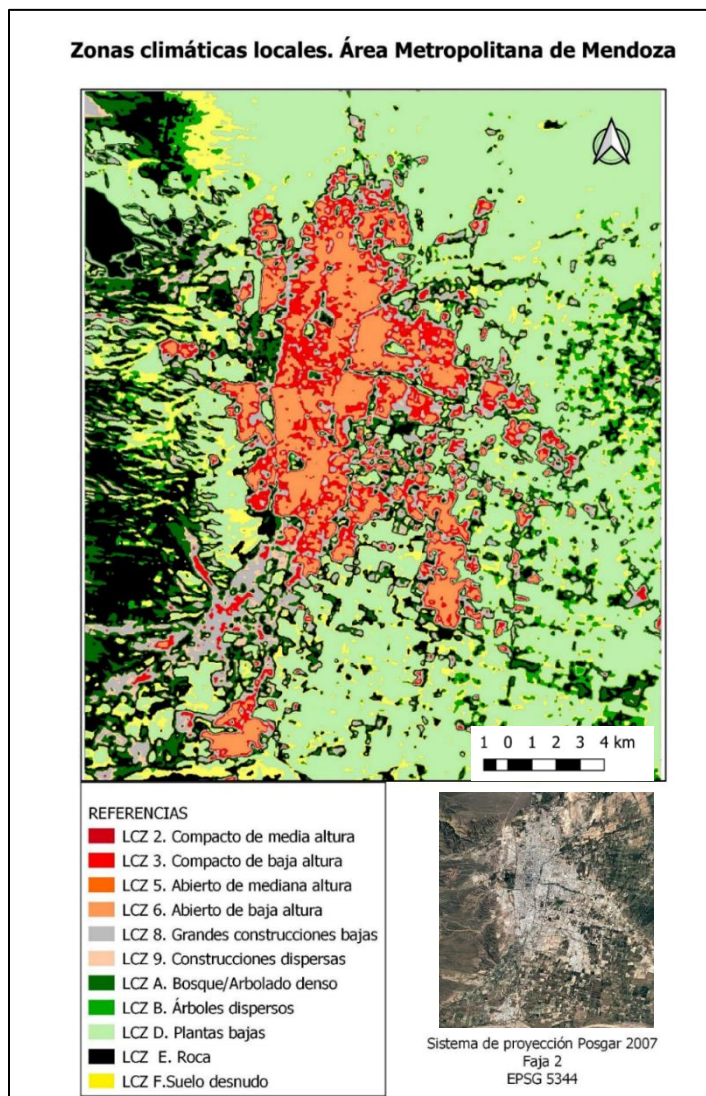 Zonas climáticas locales. Área Metropolitana de Mendoza
1 0 1 2 3 4 km
REFERENCIAS
LCZ 2. Compacto de media altura
LCZ 3. Compacto de baja altura
LCZ 5. Abierto de mediana altura
LCZ 6. Abierto de baja altura
LCZ 8. Grandes construcciones bajas
LCZ 9. Construcciones dispersas
LCZ A. Bosque/Arbolado denso
LCZ B. Árboles dispersos
LCZ D. Plantas bajas
LCZ E. Roca
LCZ F.Suelo desnudo
Sistema de proyección Posgar 2007
Faja 2
EPSG 5344